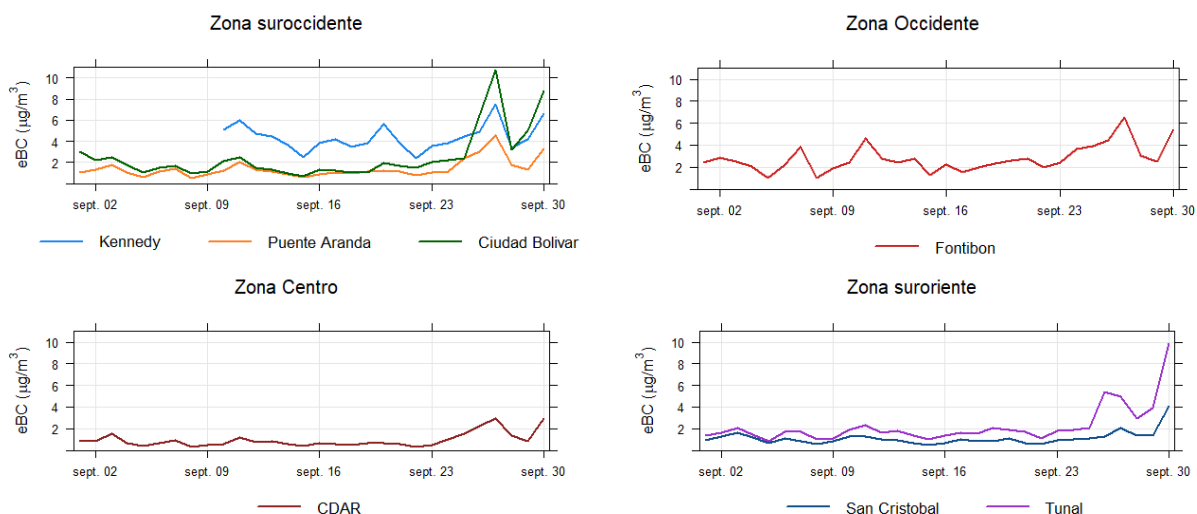 Zona suroccidente
eBC (μg/m³)
10
8
6
4
2
sept. 02 sept. 09 sept. 16 sept. 23 sept. 30
Kennedy Puente Aranda Ciudad Bolivar
Zona Occidente
eBC (μg/m³)
10
8
6
4
2
sept. 02 sept. 09 sept. 16 sept. 23 sept. 30
Fontibon
Zona Centro
eBC (μg/m³)
10
8
6
4
2
sept. 02 sept. 09 sept. 16 sept. 23 sept. 30
CDAR
Zona suroriente
eBC (μg/m³)
10
8
6
4
2
sept. 02 sept. 09 sept. 16 sept. 23 sept. 30
San Cristobal Tunal